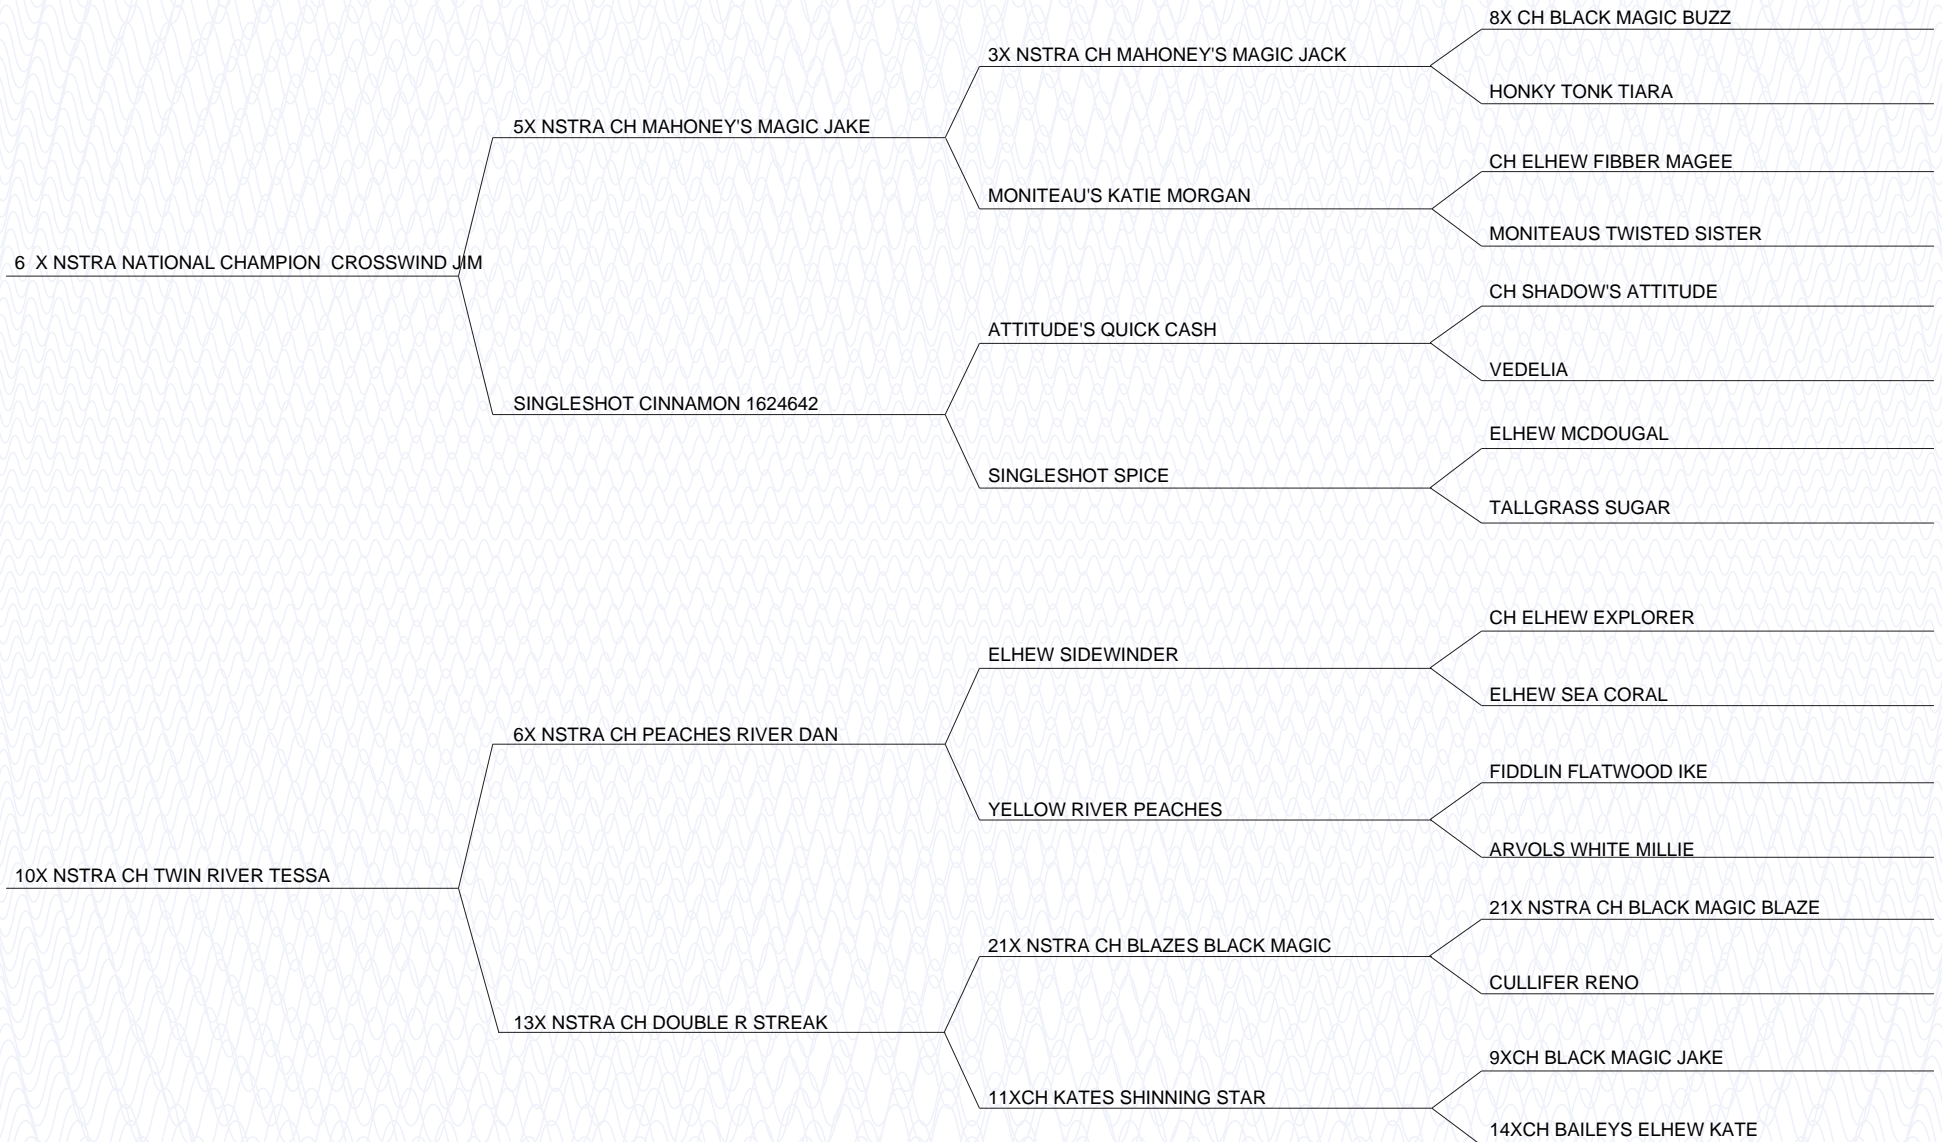 8X CH BLACK MAGIC BUZZ
3X NSTRA CH MAHONEY'S MAGIC JACK
HONKY TONK TIARA
5X NSTRA CH MAHONEY'S MAGIC JAKE
CH ELHEW FIBBER MAGEE
MONITEAU'S KATIE MORGAN
MONITEAUS TWISTED SISTER
6 X NSTRA NATIONAL CHAMPION CROSSWIND JIM
CH SHADOW'S ATTITUDE
ATTITUDE'S QUICK CASH
VEDELIA
SINGLESHOT CINNAMON 1624642
ELHEW MCDOUGAL
SINGLESHOT SPICE
TALLGRASS SUGAR
CH ELHEW EXPLORER
ELHEW SIDEWINDER
ELHEW SEA CORAL
6X NSTRA CH PEACHES RIVER DAN
FIDDLIN FLATWOOD IKE
YELLOW RIVER PEACHES
ARVOLS WHITE MILLIE
10X NSTRA CH TWIN RIVER TESSA
21X NSTRA CH BLACK MAGIC BLAZE
21X NSTRA CH BLAZES BLACK MAGIC
CULLIFER RENO
13X NSTRA CH DOUBLE R STREAK
9XCH BLACK MAGIC JAKE
11XCH KATES SHINNING STAR
14XCH BAILEYS ELHEW KATE